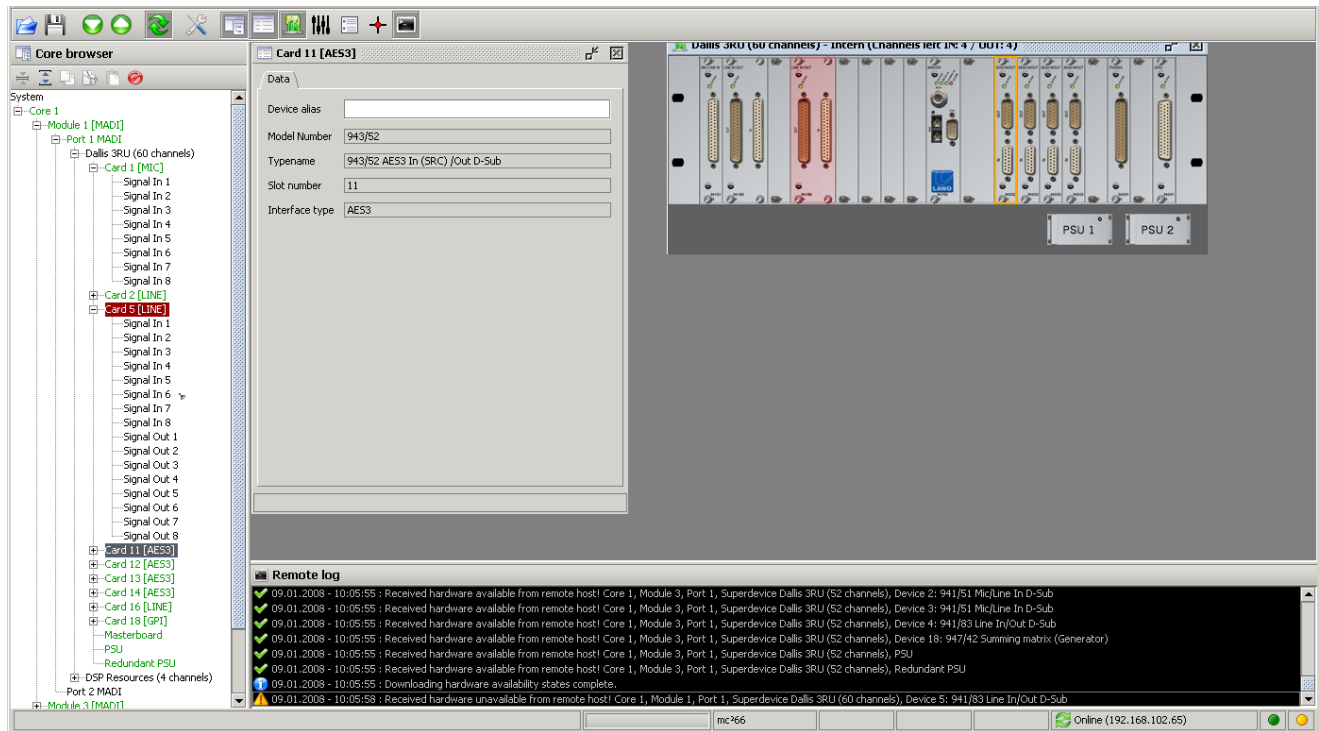 Core browser
System
Core 1
Module 1 [MADI]
Port 1 MADI
Dallis 3RU (60 channels)
Card 1 [MIC]
Signal In 1
Signal In 2
Signal In 3
Signal In 4
Signal In 5
Signal In 6
Signal In 7
Signal In 8
Card 2 [LINE]
Card 5 [LINE]
Signal In 1
Signal In 2
Signal In 3
Signal In 4
Signal In 5
Signal In 6
Signal In 7
Signal In 8
Signal Out 1
Signal Out 2
Signal Out 3
Signal Out 4
Signal Out 5
Signal Out 6
Signal Out 7
Signal Out 8
Card 11 [AES3]
Card 12 [AES3]
Card 13 [AES3]
Card 14 [AES3]
Card 16 [LINE]
Card 18 [GPI]
Masterboard
PSU
Redundant PSU
DSP Resources (4 channels)
Port 2 MADI
Module 3 [MADI]
Card 11 [AES3]
Data
Device alias
Model Number 943/52
Typename 943/52 AES3 In (SRC) /Out D-Sub
Slot number 11
Interface type AES3
Dallis 3RU (60 channels) - Intern (Channels left IN: 4 / OUT: 4)
LAWO
PSU 1
PSU 2
Remote log
09.01.2008 - 10:05:55 : Received hardware available from remote host! Core 1, Module 3, Port 1, Superdevice Dallis 3RU (52 channels), Device 2: 941/51 Mic/Line In D-Sub
09.01.2008 - 10:05:55 : Received hardware available from remote host! Core 1, Module 3, Port 1, Superdevice Dallis 3RU (52 channels), Device 3: 941/51 Mic/Line In D-Sub
09.01.2008 - 10:05:55 : Received hardware available from remote host! Core 1, Module 3, Port 1, Superdevice Dallis 3RU (52 channels), Device 4: 941/83 Line In/Out D-Sub
09.01.2008 - 10:05:55 : Received hardware available from remote host! Core 1, Module 3, Port 1, Superdevice Dallis 3RU (52 channels), Device 18: 947/42 Summing matrix (Generator)
09.01.2008 - 10:05:55 : Received hardware available from remote host! Core 1, Module 3, Port 1, Superdevice Dallis 3RU (52 channels), PSU
09.01.2008 - 10:05:55 : Received hardware available from remote host! Core 1, Module 3, Port 1, Superdevice Dallis 3RU (52 channels), Redundant PSU
09.01.2008 - 10:05:55 : Downloading hardware availability states complete.
09.01.2008 - 10:05:58 : Received hardware unavailable from remote host! Core 1, Module 1, Port 1, Superdevice Dallis 3RU (60 channels), Device 5: 941/83 Line In/Out D-Sub
mc²66
Online (192.168.102.65)